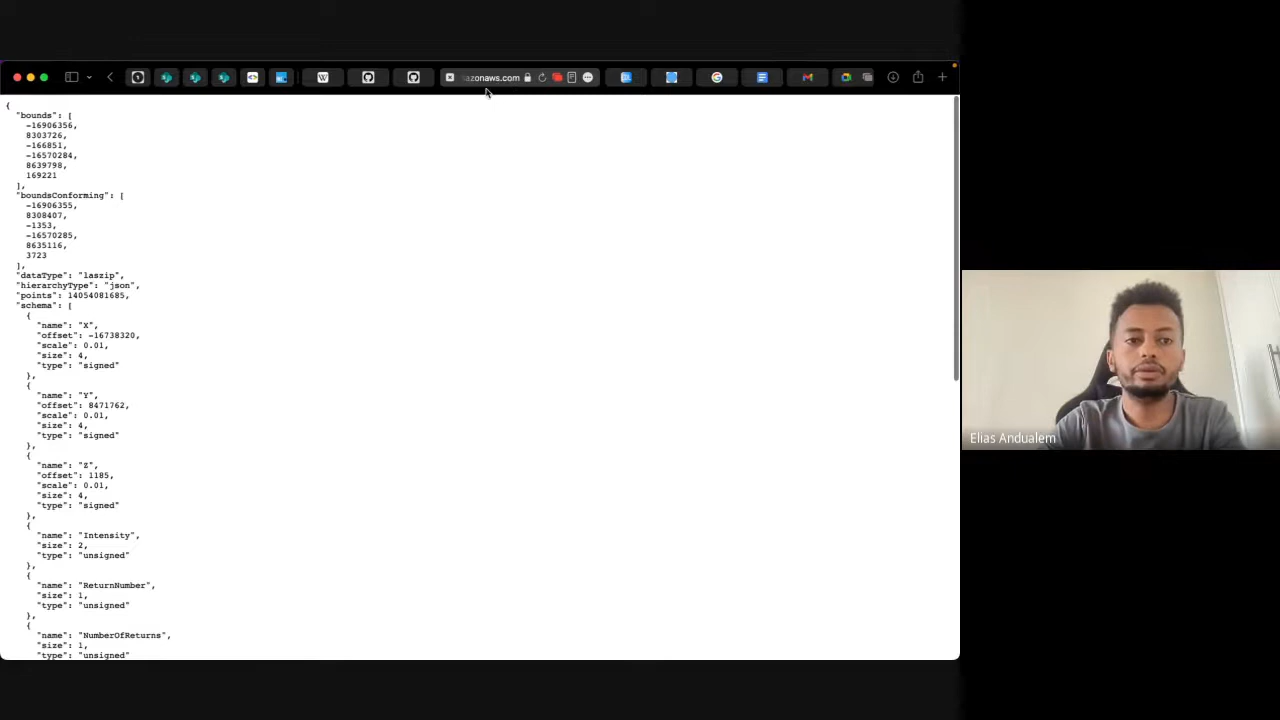 azonaws.com
{
"bounds": [
-16906356,
8303726,
-166851,
-16570284,
8639798,
169221
],
"boundsConforming": [
-16906355,
8308407,
-1353,
-16570285,
8635116,
3723
],
"dataType": "laszip",
"hierarchyType": "json",
"points": 14054081685,
"schema": [
{
"name": "X",
"offset": -16738320,
"scale": 0.01,
"size": 4,
"type": "signed"
},
{
"name": "Y",
"offset": 8471762,
"scale": 0.01,
"size": 4,
"type": "signed"
},
{
"name": "Z",
"offset": 1185,
"scale": 0.01,
"size": 4,
"type": "signed"
},
{
"name": "Intensity",
"size": 2,
"type": "unsigned"
},
{
"name": "ReturnNumber",
"size": 1,
"type": "unsigned"
},
{
"name": "NumberOfReturns",
"size": 1,
"type": "unsigned"
Elias Andualem